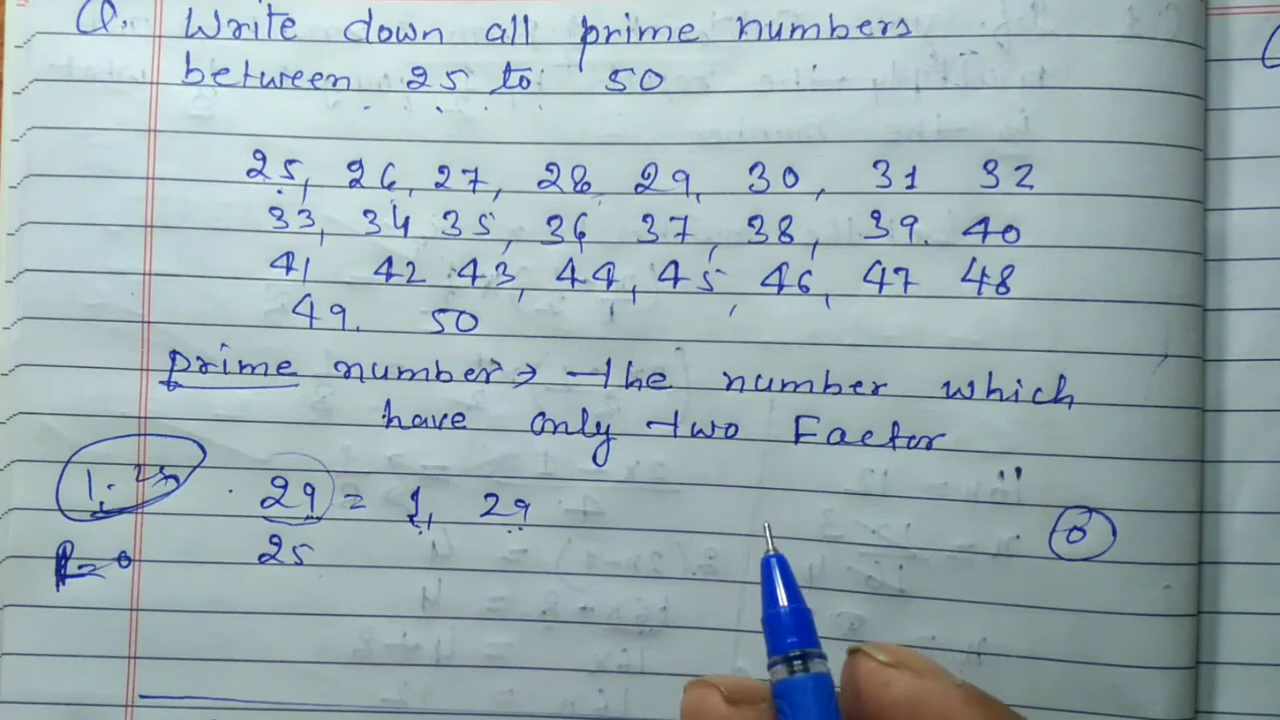 Q. Write down all prime numbers
between 25 to 50
25, 26, 27, 28, 29, 30, 31 32
33, 34 35, 36 37, 38, 39. 40
41 42 43, 44, 45, 46, 47 48
49. 50
prime number → The number which
have only two Factor
29 = 1, 29
6
25